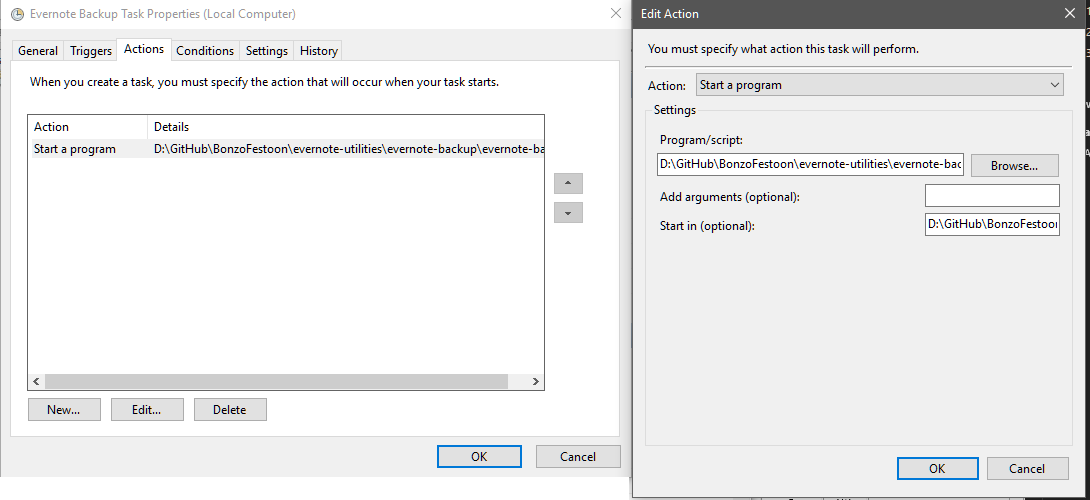 Evernote Backup Task Properties (Local Computer)
General Triggers Actions Conditions Settings History
When you create a task, you must specify the action that will occur when your task starts.
Action Details
Start a program D:\GitHub\BonzoFestoon\evernote-utilities\evernote-backup\evernote-ba
New... Edit... Delete
OK Cancel
Edit Action
You must specify what action this task will perform.
Action: Start a program
Settings
Program/script:
D:\GitHub\BonzoFestoon\evernote-utilities\evernote-bac Browse...
Add arguments (optional):
Start in (optional): D:\GitHub\BonzoFestoon
OK Cancel